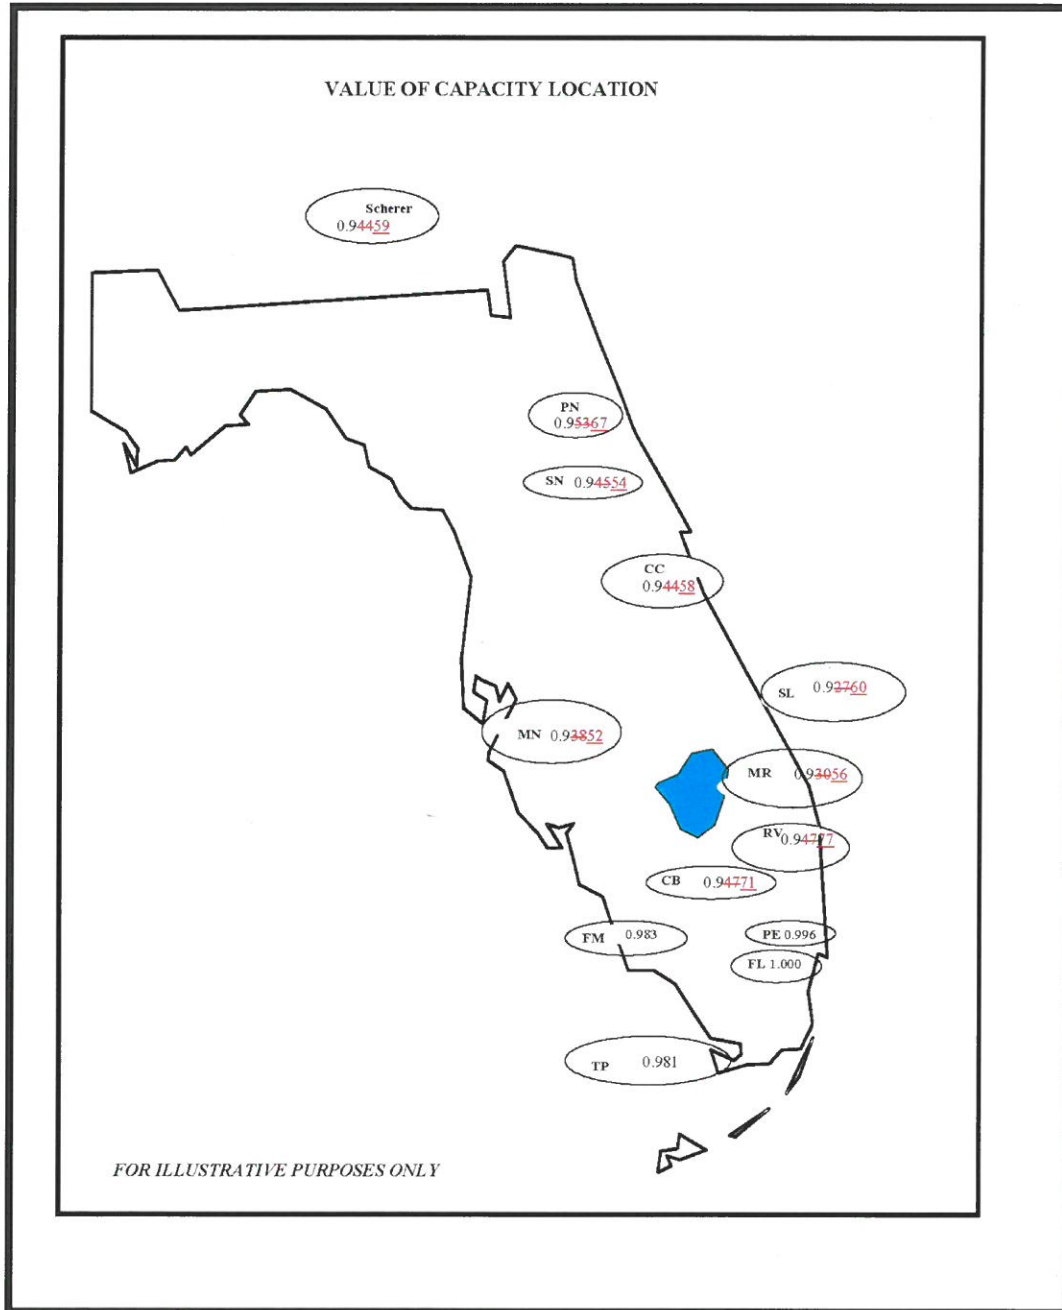 VALUE OF CAPACITY LOCATION
Scherer
0.94459
PN
0.95367
SN 0.94554
CC
0.94458
SL 0.92760
MN 0.93852
MR 0.93056
RV 0.94777
CB 0.94771
FM 0.983
PE 0.996
FL 1.000
TP 0.981
FOR ILLUSTRATIVE PURPOSES ONLY